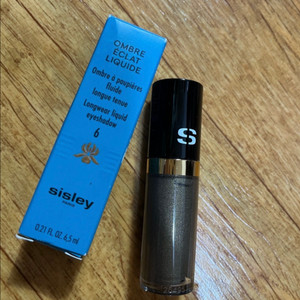 OMBRE
ÉCLAT
LIQUIDE
Ombre à paupières
fluide
longue tenue
Longwear liquid
eyeshadow
6
sisley
PARIS
0.21 FL. OZ. 6.5 ml
S